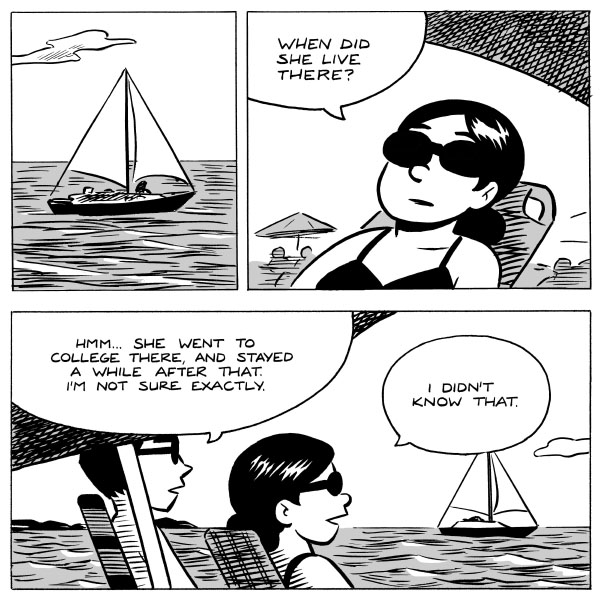 WHEN DID
SHE LIVE
THERE?
HMM... SHE WENT TO
COLLEGE THERE, AND STAYED
A WHILE AFTER THAT.
I'M NOT SURE EXACTLY.
I DIDN'T
KNOW THAT.